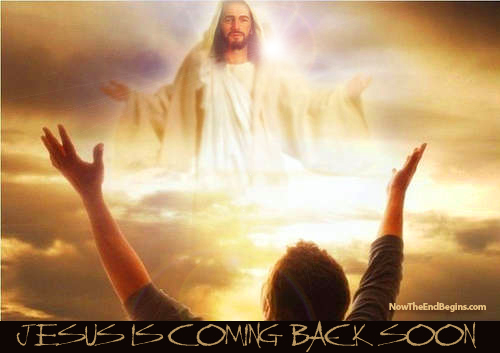 NowTheEndBegins.com
JESUS IS COMING BACK SOON